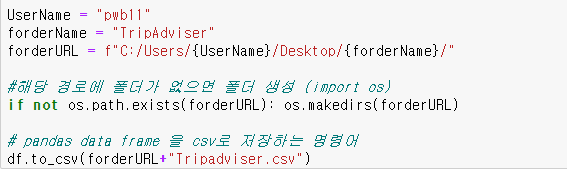 UserName = "pwb11"
forderName = "TripAdviser"
forderURL = f"C:/Users/{UserName}/Desktop/{forderName}/"
#해당 경로에 폴더가 없으면 폴더 생성 (import os)
if not os.path.exists(forderURL): os.makedirs(forderURL)
# pandas data frame 을 csv로 저장하는 명령어
df.to_csv(forderURL+"Tripadviser.csv")